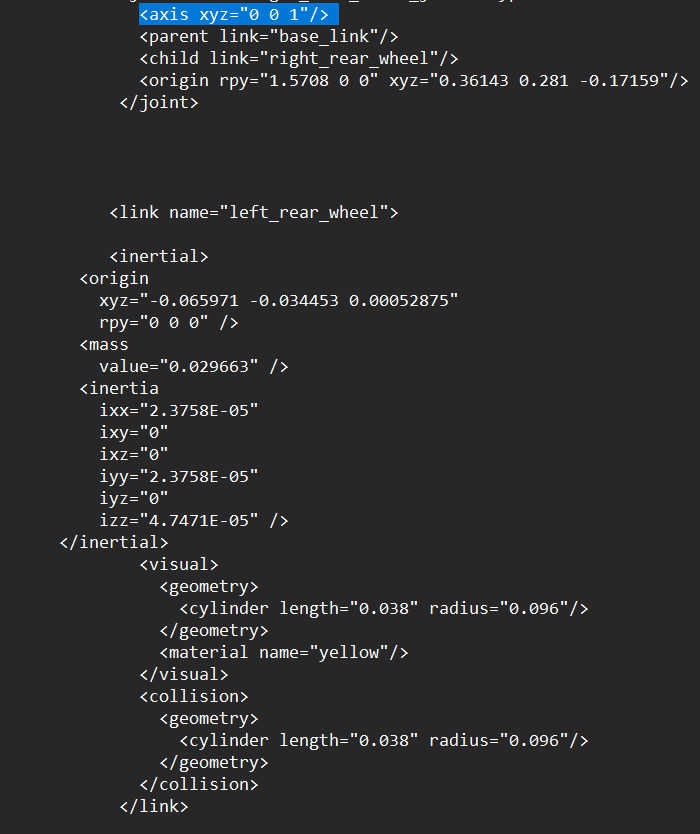 <axis xyz="0 0 1"/>
<parent link="base_link"/>
<child link="right_rear_wheel"/>
<origin rpy="1.5708 0 0" xyz="0.36143 0.281 -0.17159"/>
</joint>
<link name="left_rear_wheel">
<inertial>
<origin
xyz="-0.065971 -0.034453 0.00052875"
rpy="0 0 0" />
<mass
value="0.029663" />
<inertia
ixx="2.3758E-05"
ixy="0"
ixz="0"
iyy="2.3758E-05"
iyz="0"
izz="4.7471E-05" />
</inertial>
<visual>
<geometry>
<cylinder length="0.038" radius="0.096"/>
</geometry>
<material name="yellow"/>
</visual>
<collision>
<geometry>
<cylinder length="0.038" radius="0.096"/>
</geometry>
</collision>
</link>